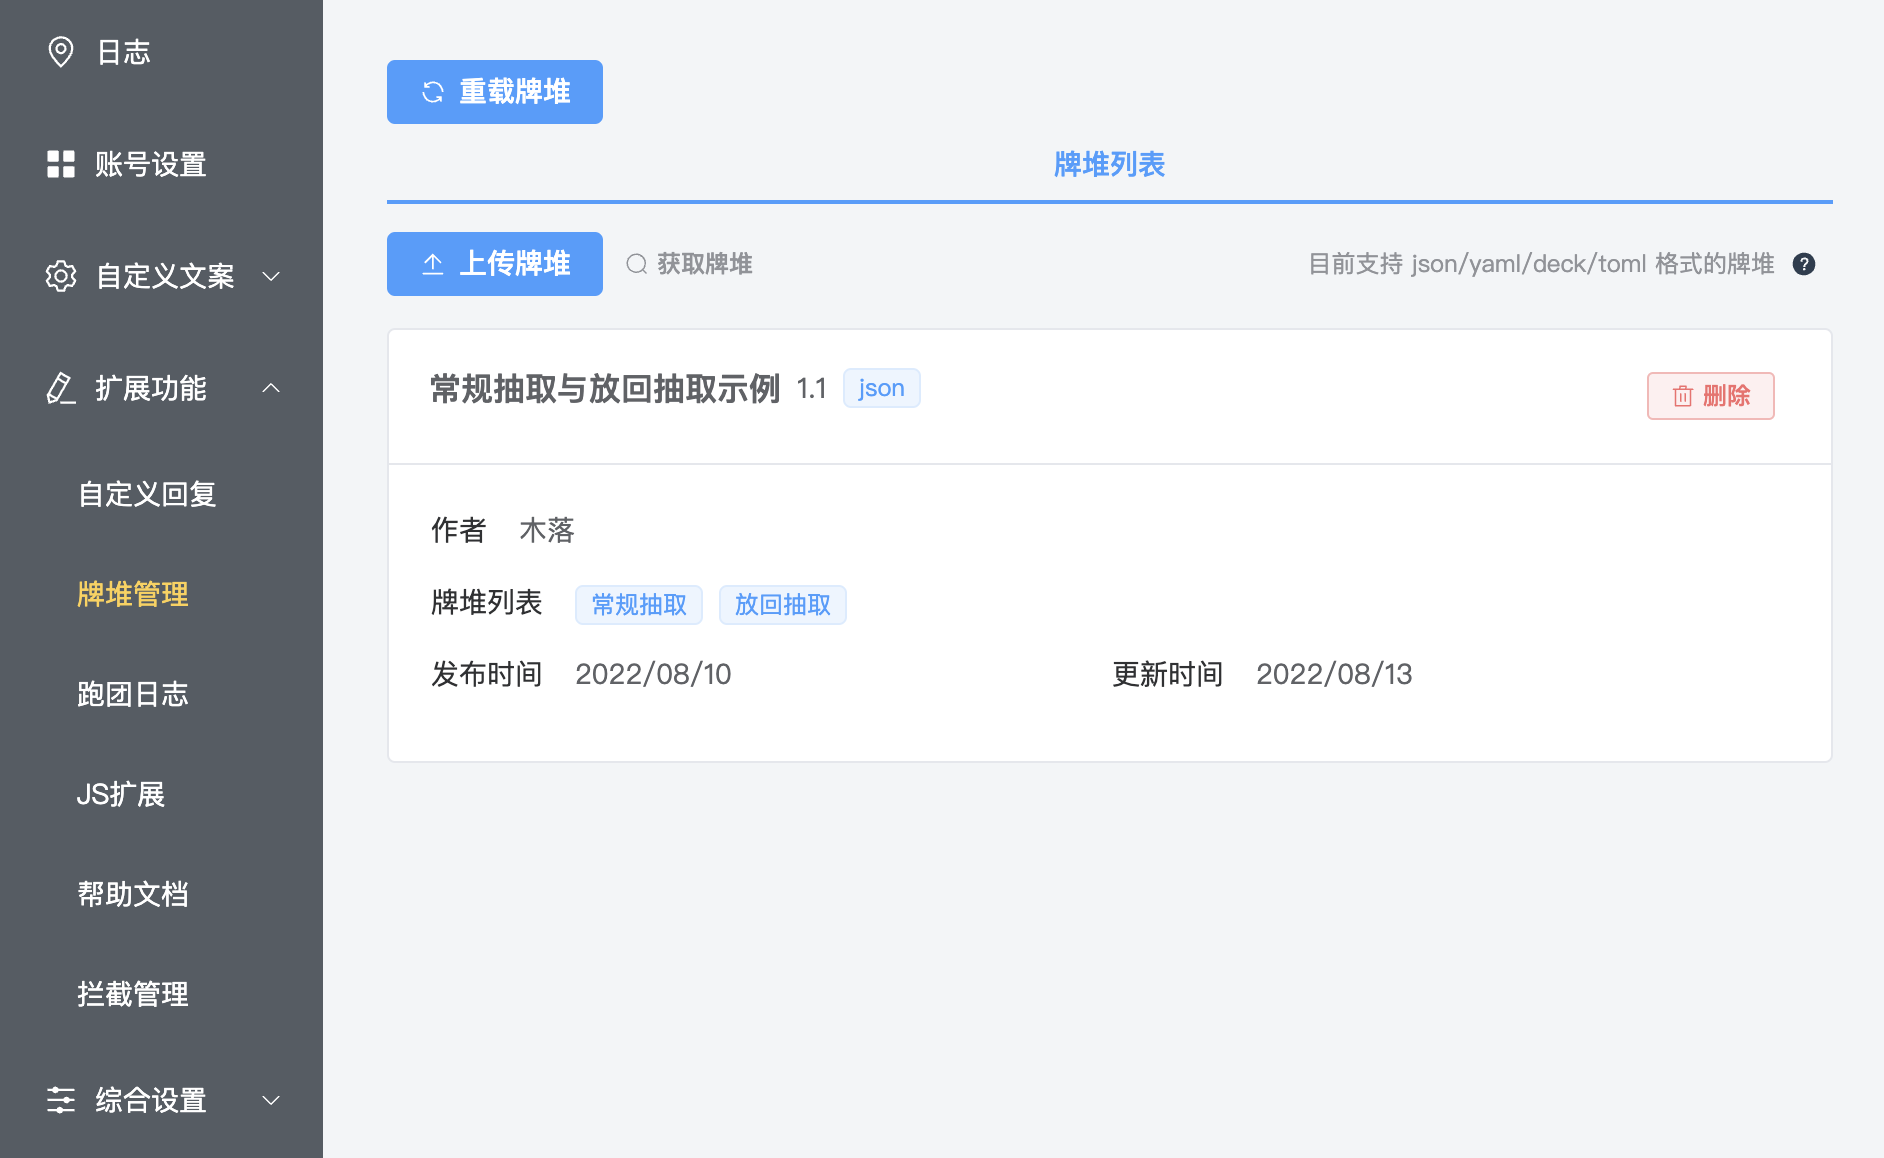 日志
账号设置
自定义文案
扩展功能
自定义回复
牌堆管理
跑团日志
JS扩展
帮助文档
拦截管理
综合设置
重载牌堆
牌堆列表
上传牌堆
获取牌堆
目前支持 json/yaml/deck/toml 格式的牌堆 ?
常规抽取与放回抽取示例 1.1 json
删除
作者 木落
牌堆列表 常规抽取 放回抽取
发布时间 2022/08/10 更新时间 2022/08/13